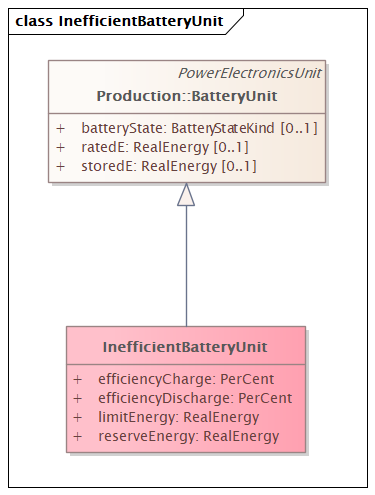 class InefficientBatteryUnit
PowerElectronicsUnit
Production::BatteryUnit
+ batteryState: BatteryStateKind [0..1]
+ ratedE: RealEnergy [0..1]
+ storedE: RealEnergy [0..1]
InefficientBatteryUnit
+ efficiencyCharge: PerCent
+ efficiencyDischarge: PerCent
+ limitEnergy: RealEnergy
+ reserveEnergy: RealEnergy